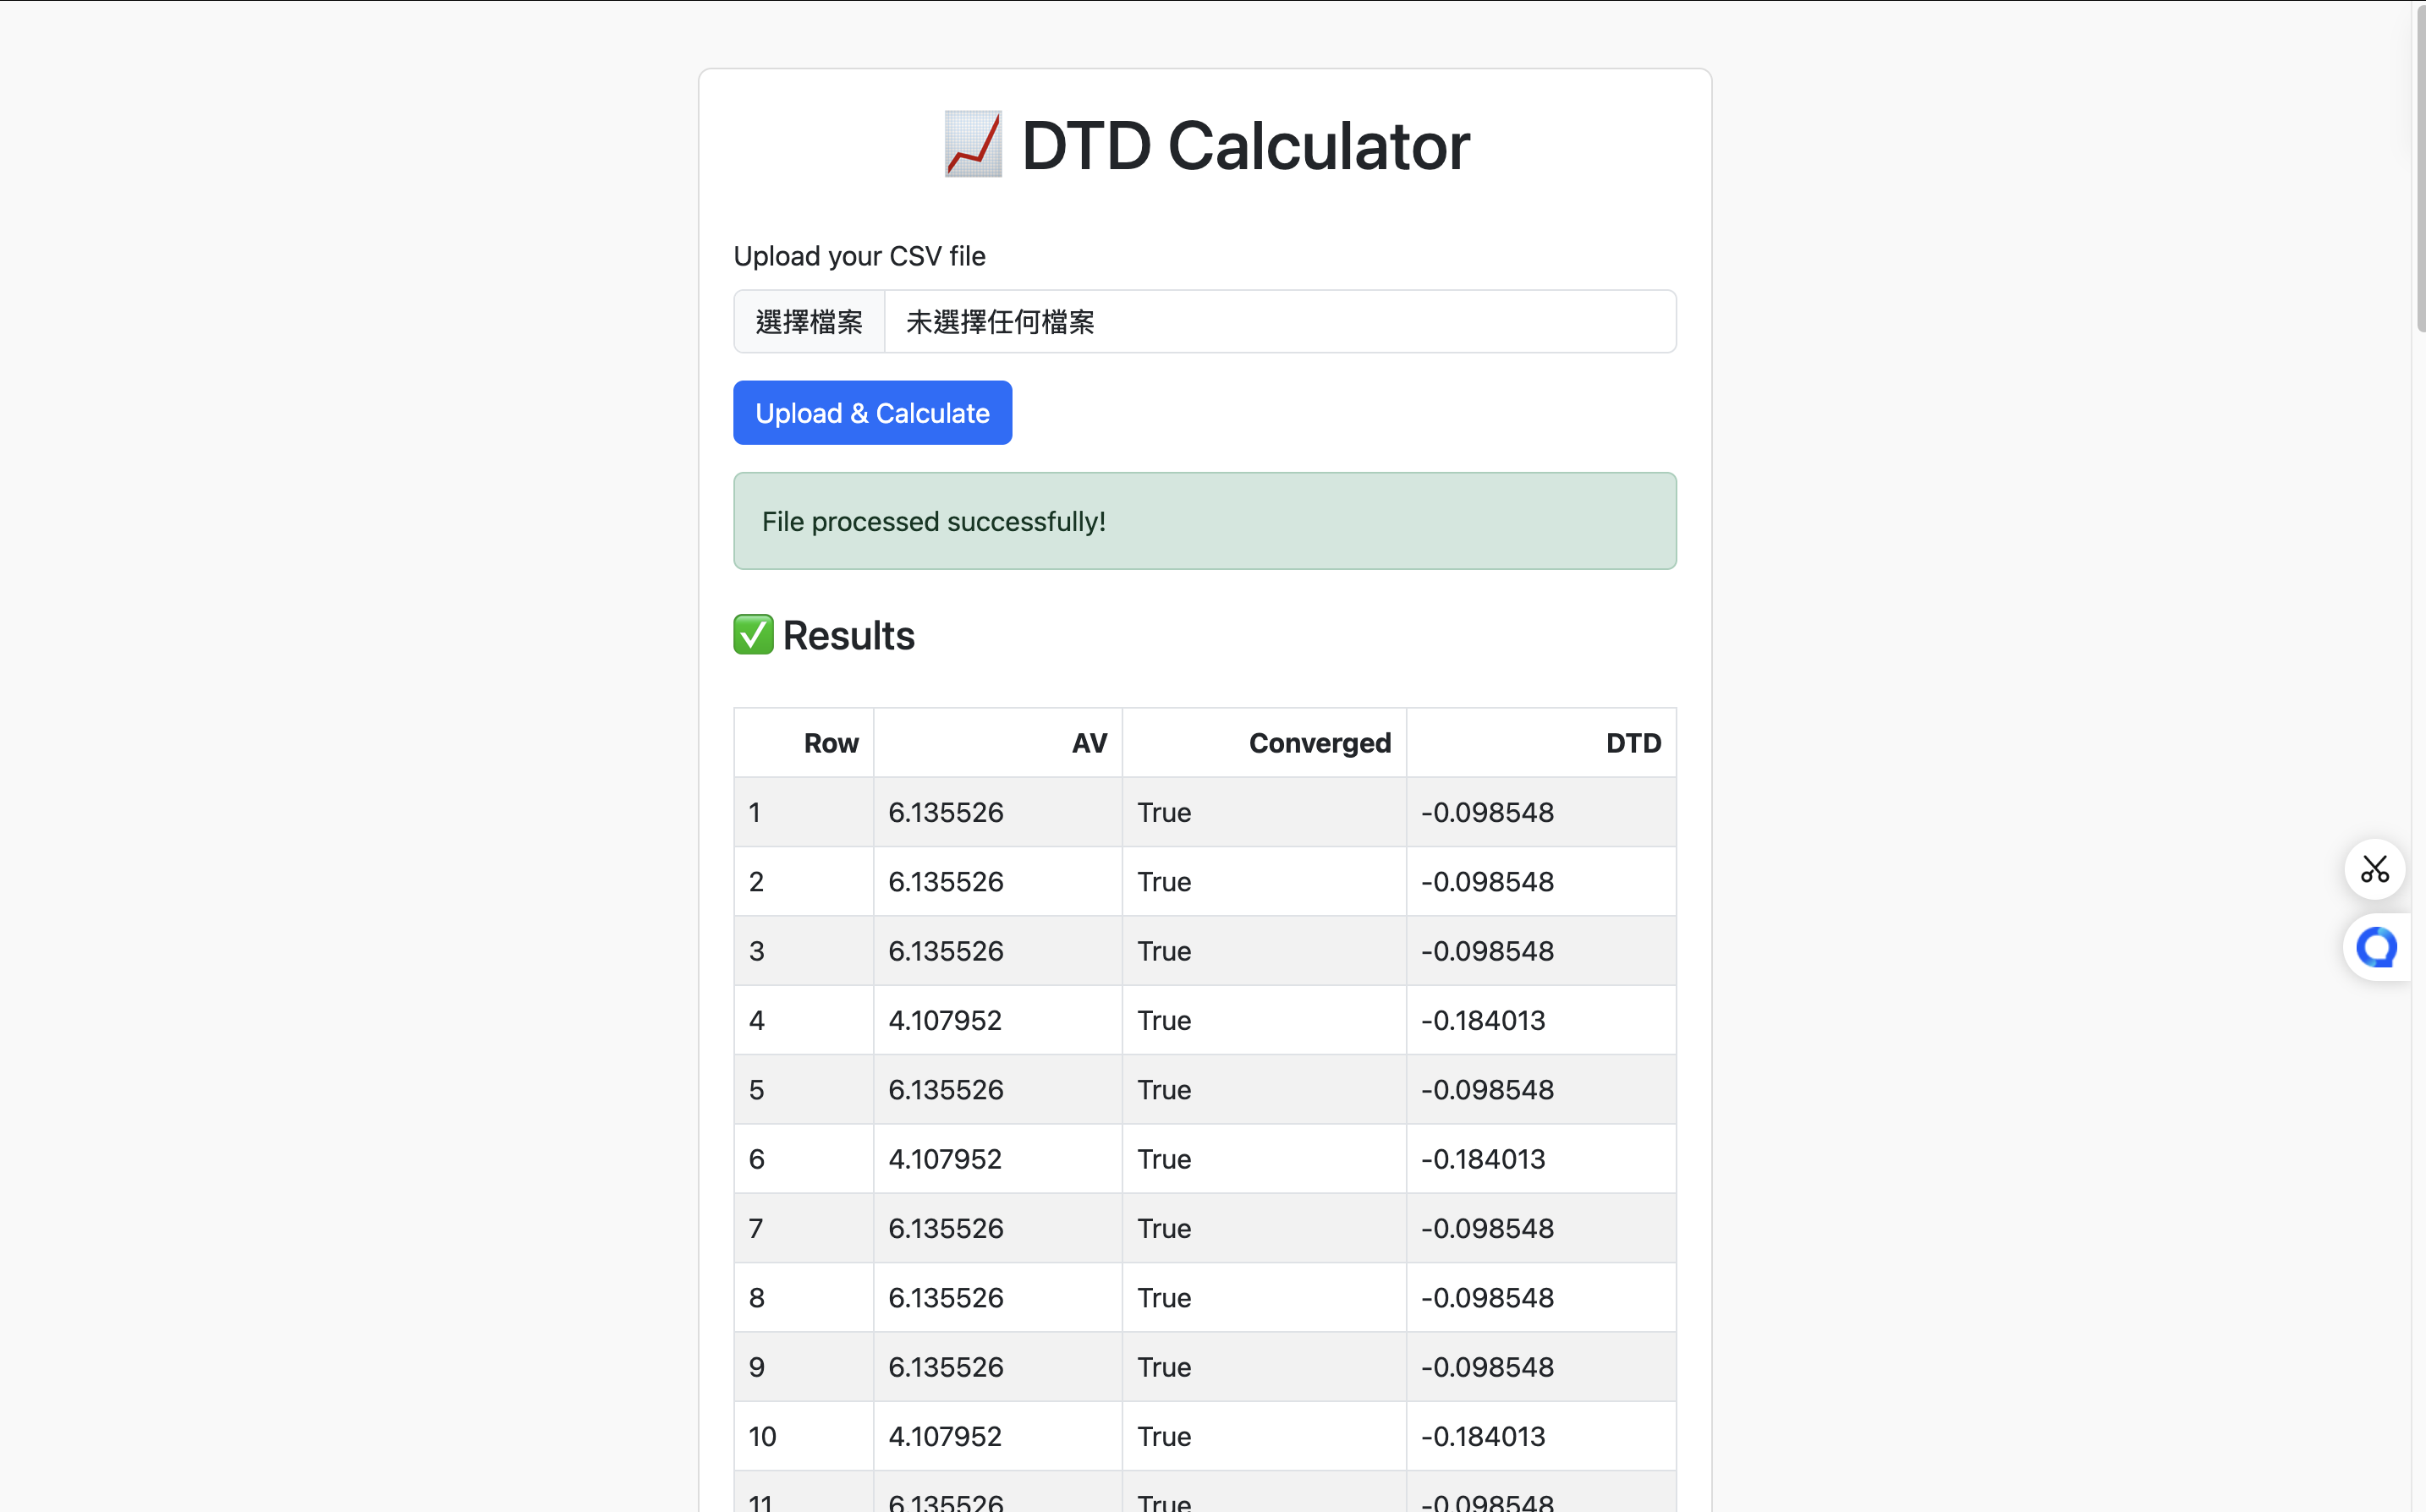 DTD Calculator
Upload your CSV file
選擇檔案 未選擇任何檔案
Upload & Calculate
File processed successfully!
Results
Row AV Converged DTD
1 6.135526 True -0.098548
2 6.135526 True -0.098548
3 6.135526 True -0.098548
4 4.107952 True -0.184013
5 6.135526 True -0.098548
6 4.107952 True -0.184013
7 6.135526 True -0.098548
8 6.135526 True -0.098548
9 6.135526 True -0.098548
10 4.107952 True -0.184013
11 6.135526 True -0.098548